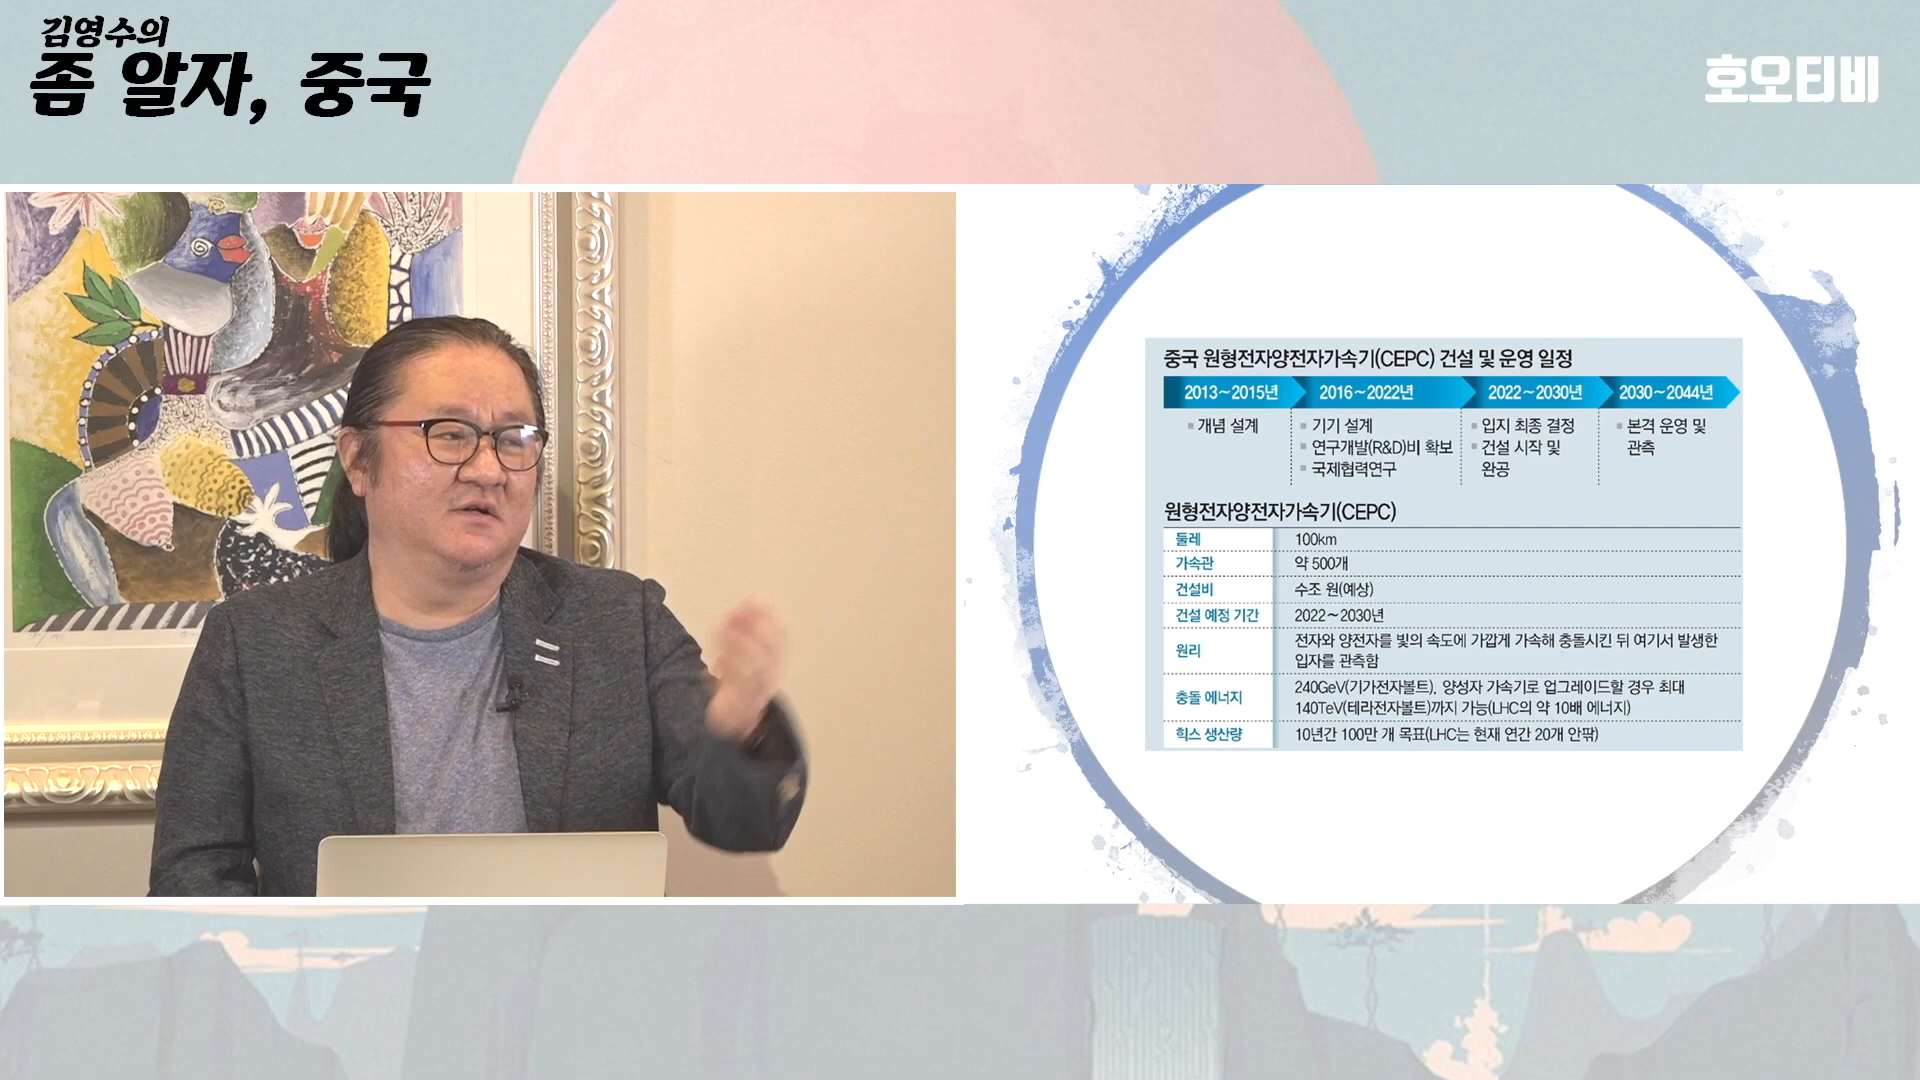 김영수의
좀 알자, 중국
호오티비
중국 원형전자양전자가속기(CEPC) 건설 및 운영 일정
2013~2015년
2016~2022년
2022~2030년
2030~2044년
개념 설계
기기 설계
연구개발(R&D)비 확보
국제협력연구
입지 최종 결정
건설 시작 및
완공
본격 운영 및
관측
원형전자양전자가속기(CEPC)
둘레 100km
가속관 약 500개
건설비 수조 원(예상)
건설 예정 기간 2022~2030년
원리 전자와 양전자를 빛의 속도에 가깝게 가속해 충돌시킨 뒤 여기서 발생한
입자를 관측함
충돌 에너지 240GeV(기가전자볼트), 양성자 가속기로 업그레이드할 경우 최대
140TeV(테라전자볼트)까지 가능(LHC의 약 10배 에너지)
힉스 생산량 10년간 100만 개 목표(LHC는 현재 연간 20개 안팎)